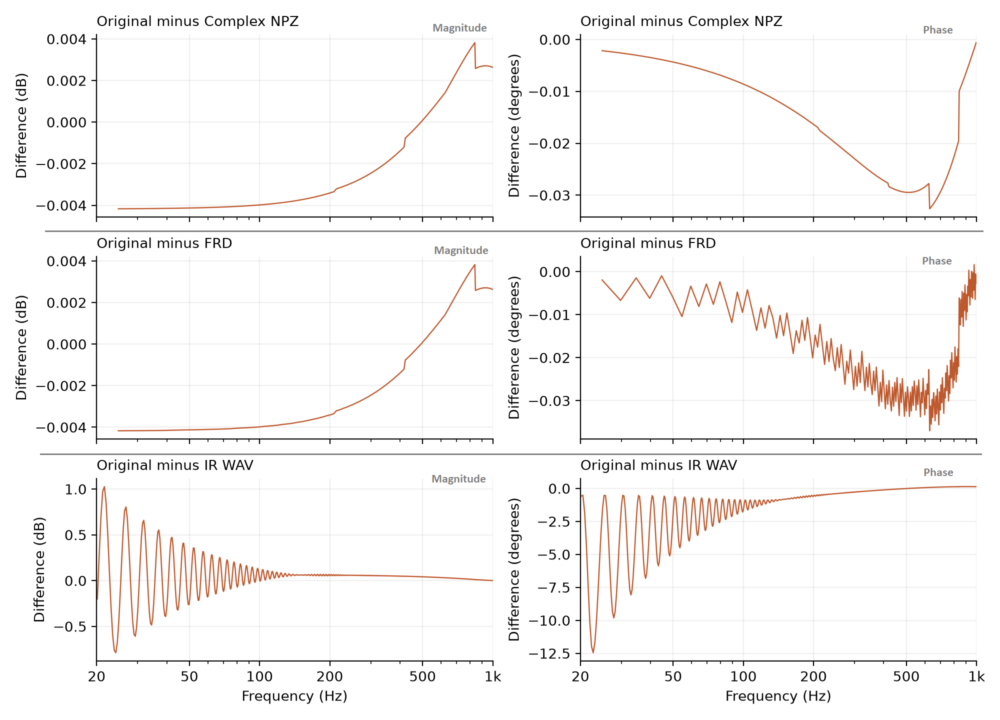 Original minus Complex NPZ
Magnitude
0.004
0.002
0.000
−0.002
−0.004
Difference (dB)
Original minus Complex NPZ
Phase
0.00
−0.01
−0.02
−0.03
Difference (degrees)
Original minus FRD
Magnitude
0.004
0.002
0.000
−0.002
−0.004
Difference (dB)
Original minus FRD
Phase
0.00
−0.01
−0.02
−0.03
Difference (degrees)
Original minus IR WAV
Magnitude
1.0
0.5
0.0
−0.5
Difference (dB)
20 50 100 200 500 1k
Frequency (Hz)
Original minus IR WAV
Phase
0.0
−2.5
−5.0
−7.5
−10.0
−12.5
Difference (degrees)
20 50 100 200 500 1k
Frequency (Hz)